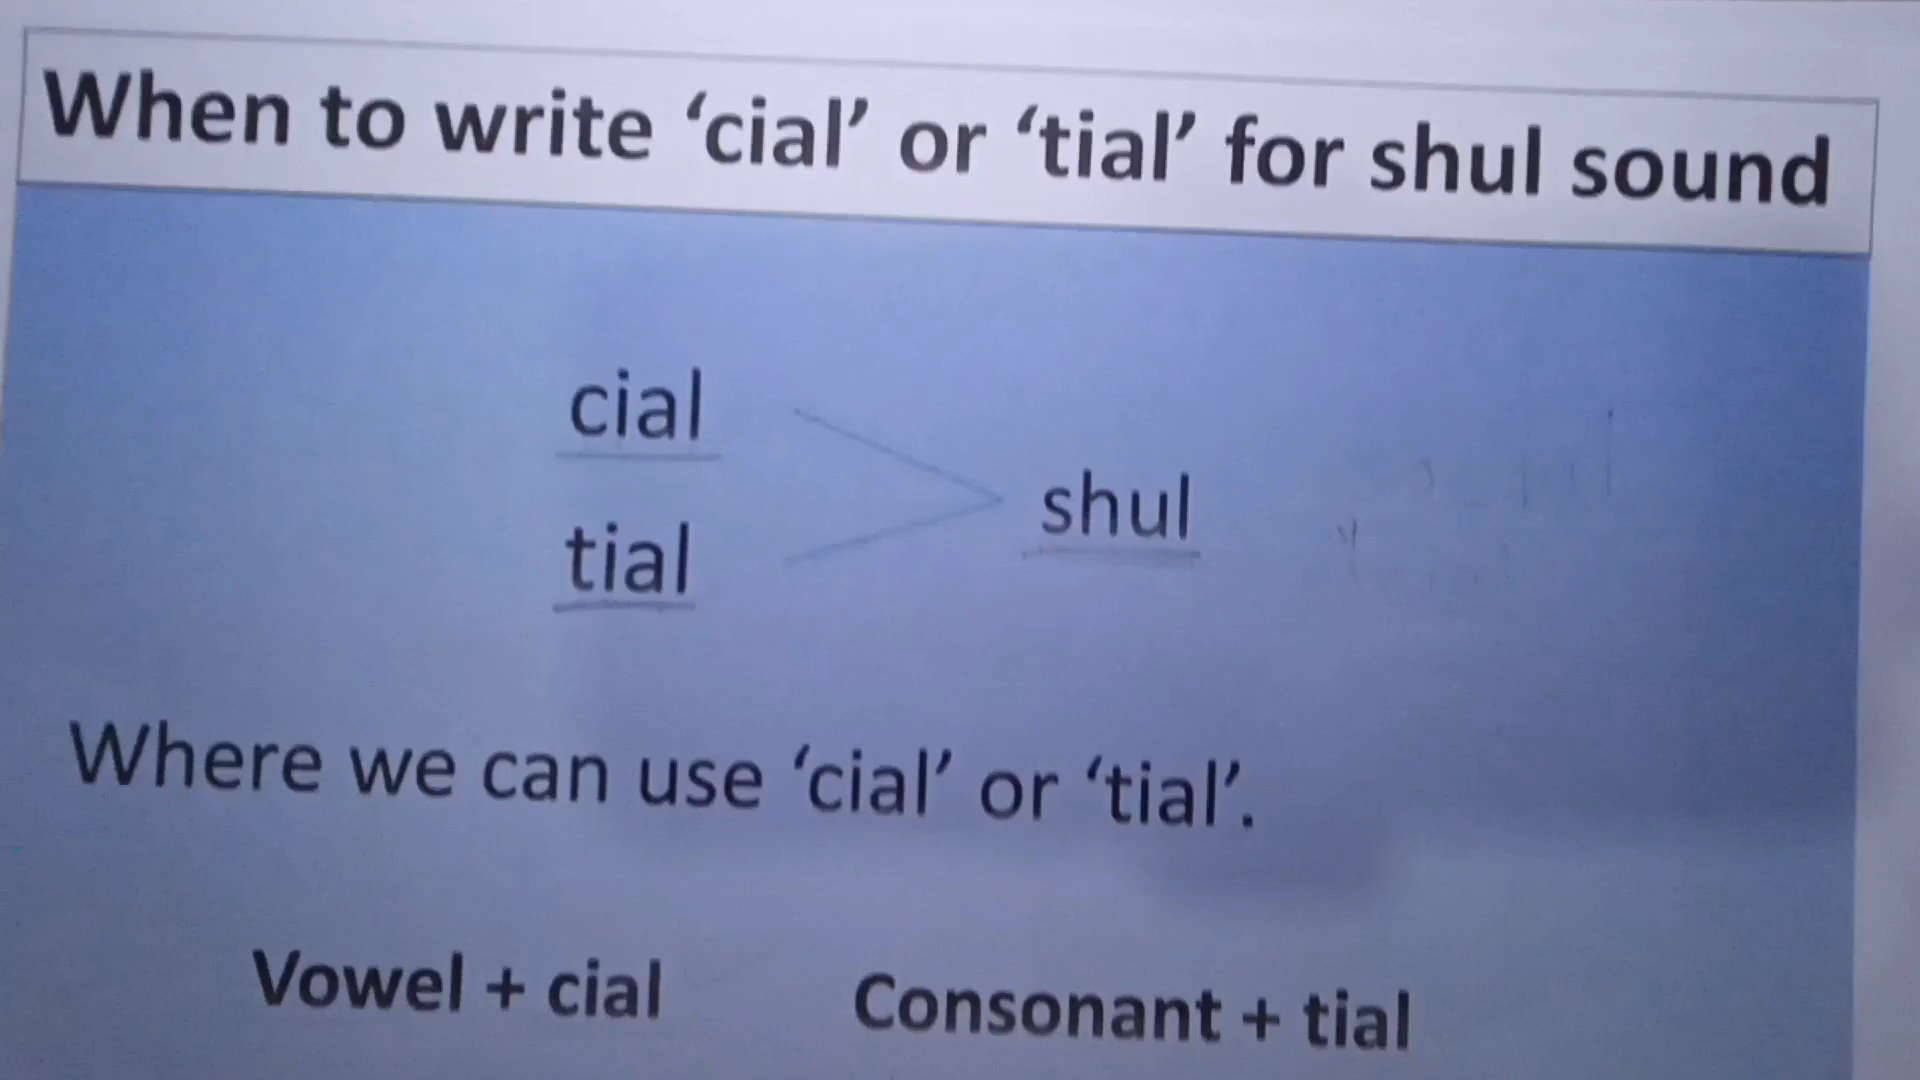 When to write ‘cial’ or ‘tial’ for shul sound
cial
tial
shul
Where we can use ‘cial’ or ‘tial’.
Vowel + cial
Consonant + tial